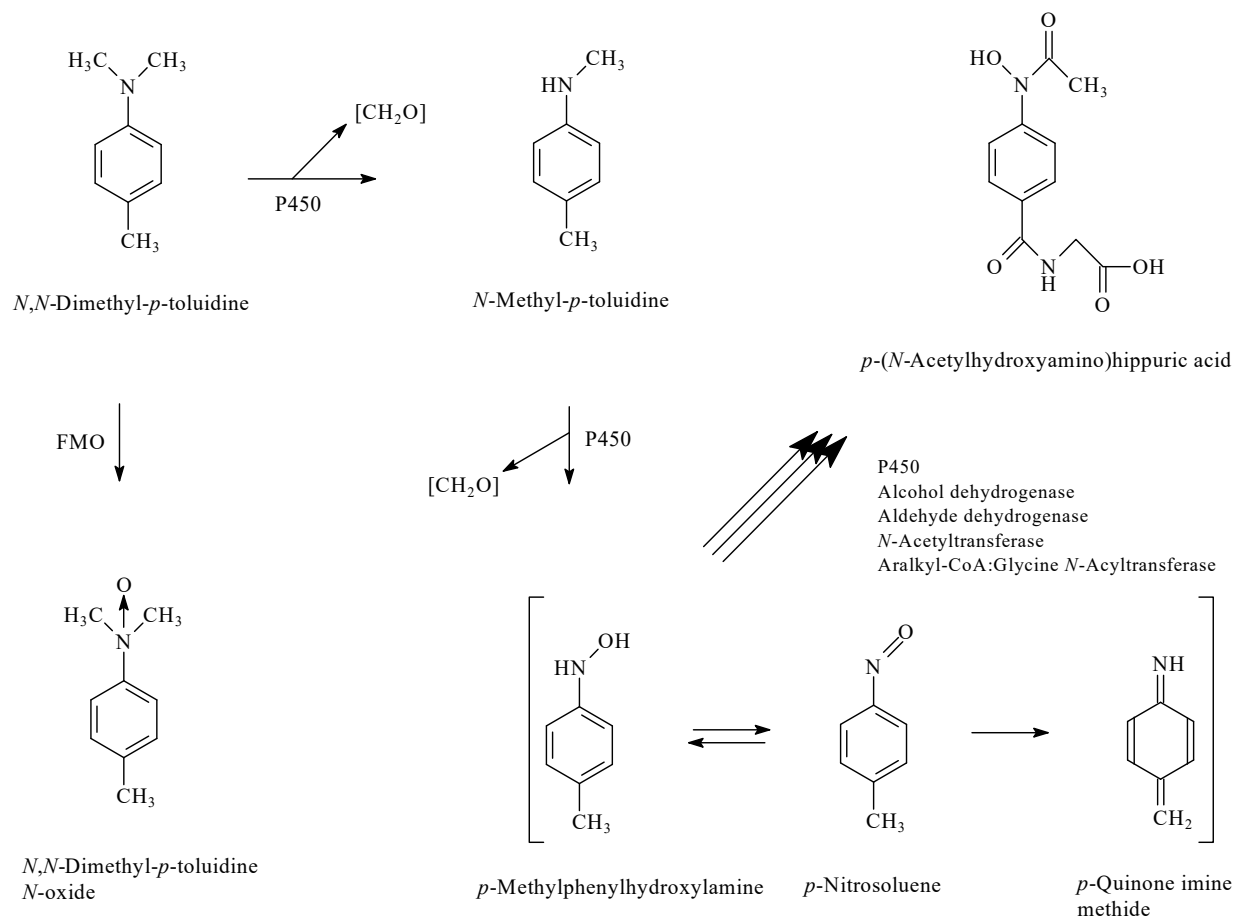 H₃C CH₃
N
CH₃
N,N-Dimethyl-p-toluidine
[CH₂O]
P450
CH₃
HN
CH₃
N-Methyl-p-toluidine
O
HO
N
CH₃
O
N
H
OH
O
p-(N-Acetylhydroxyamino)hippuric acid
FMO
P450
[CH₂O]
P450
Alcohol dehydrogenase
Aldehyde dehydrogenase
N-Acetyltransferase
Aralkyl-CoA:Glycine N-Acyltransferase
O
H₃C CH₃
N
CH₃
N,N-Dimethyl-p-toluidine
N-oxide
OH
HN
CH₃
p-Methylphenylhydroxylamine
O
N
CH₃
p-Nitrosoluene
NH
CH₂
p-Quinone imine
methide